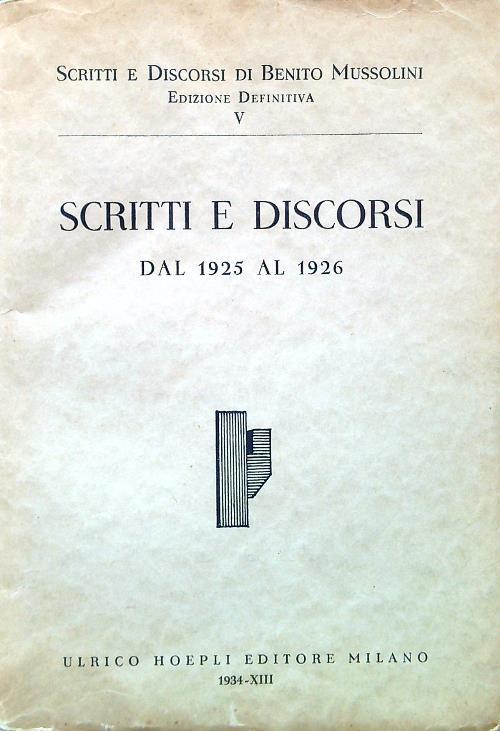 SCRITTI E DISCORSI DI BENITO MUSSOLINI
EDIZIONE DEFINITIVA
V
SCRITTI E DISCORSI
DAL 1925 AL 1926
ULRICO HOEPLI EDITORE MILANO
1934-XIII